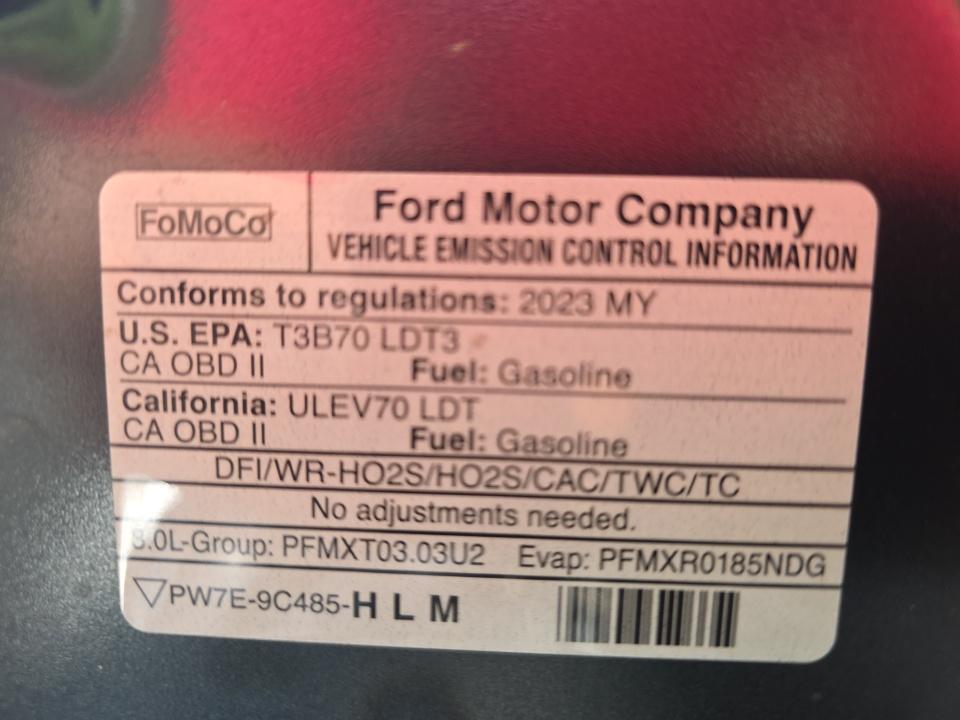 FoMoCo
Ford Motor Company
VEHICLE EMISSION CONTROL INFORMATION
Conforms to regulations: 2023 MY
U.S. EPA: T3B70 LDT3
CA OBD II Fuel: Gasoline
California: ULEV70 LDT
CA OBD II Fuel: Gasoline
DFI/WR-HO2S/HO2S/CAC/TWC/TC
No adjustments needed.
3.0L-Group: PFMXT03.03U2 Evap: PFMXR0185NDG
PW7E-9C485-H L M